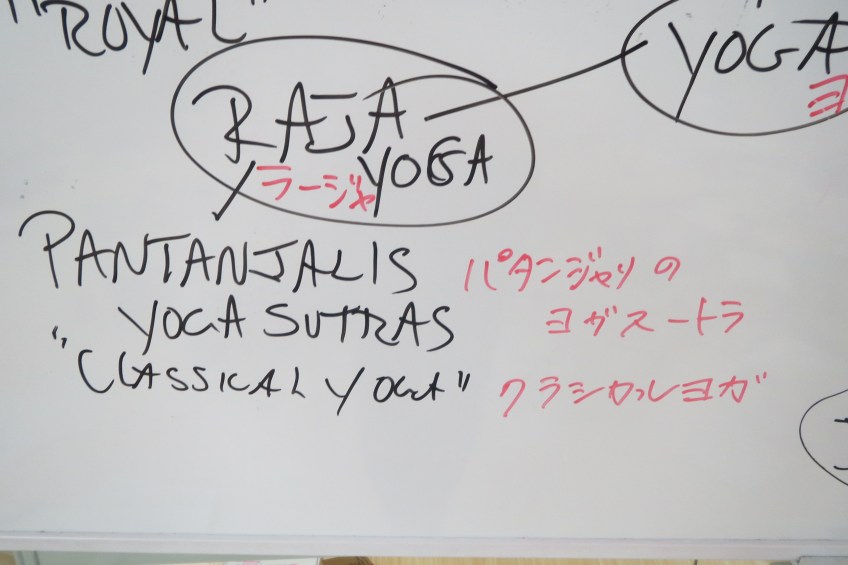 "ROYAL"
RAJA
YOGA
ラージャ
YOGA
ヨ
PANTANJALIS パタンジャリの
YOGA SUTRAS ヨガスートラ
"CLASSICAL YOGA" クラシカルヨガ